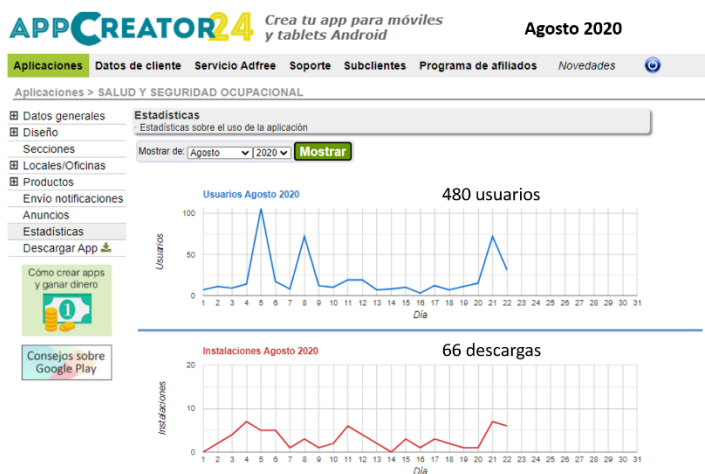 APPCREATOR24
Crea tu app para móviles
y tablets Android
Agosto 2020
Aplicaciones Datos de cliente Servicio Adfree Soporte Subclientes Programa de afiliados Novedades
Aplicaciones > SALUD Y SEGURIDAD OCUPACIONAL
Datos generales
Diseño
Secciones
Locales/Oficinas
Productos
Envío notificaciones
Anuncios
Estadísticas
Descargar App
Cómo crear apps
y ganar dinero
1
Consejos sobre
Google Play
Estadísticas
· Estadísticas sobre el uso de la aplicación
Mostrar de: Agosto 2020 Mostrar
Usuarios Agosto 2020
480 usuarios
Usuarios
100
50
0
1 2 3 4 5 6 7 8 9 10 11 12 13 14 15 16 17 18 19 20 21 22 23 24 25 26 27 28 29 30 31
Día
Instalaciones Agosto 2020
66 descargas
Instalaciones
20
10
0
1 2 3 4 5 6 7 8 9 10 11 12 13 14 15 16 17 18 19 20 21 22 23 24 25 26 27 28 29 30 31
Día